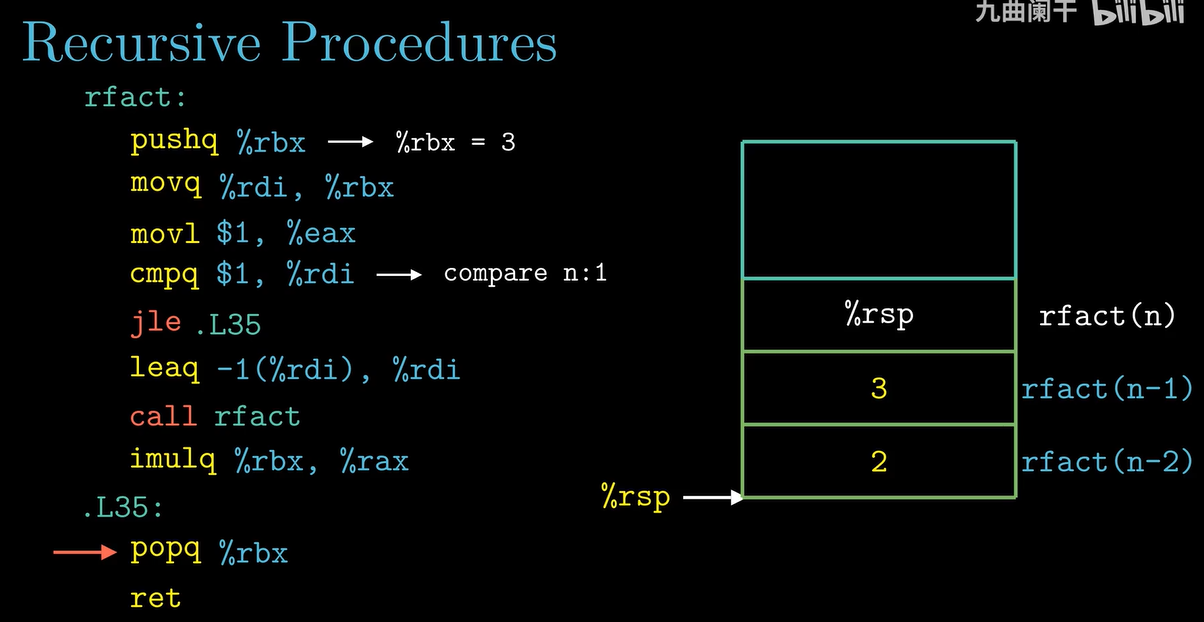 九曲阑干 bilibili
Recursive Procedures
rfact:
pushq %rbx → %rbx = 3
movq %rdi, %rbx
movl $1, %eax
cmpq $1, %rdi → compare n:1
jle .L35
leaq -1(%rdi), %rdi
call rfact
imulq %rbx, %rax
.L35:
popq %rbx
ret
%rsp rfact(n)
3 rfact(n-1)
2 rfact(n-2)
%rsp